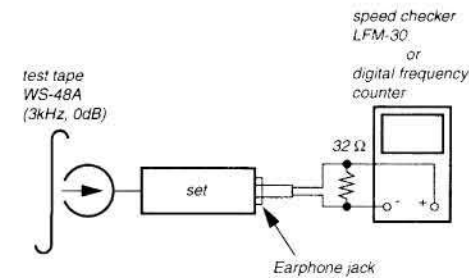 speed checker
LFM-30
or
digital frequency
counter
test tape
WS-48A
(3kHz, 0dB)
32 Ω
set
- +
Earphone jack